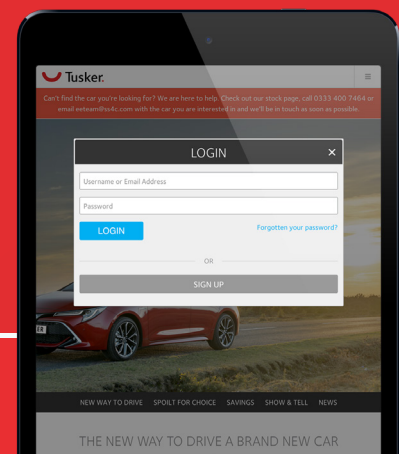 Tusker.
Can't find the car you're looking for? We are here to help. Check out our stock page, call 0333 400 7464 or
email eeteam@ss4c.com with the car you are interested in and we'll be in touch as soon as possible.
LOGIN ×
Username or Email Address
Password
LOGIN Forgotten your password?
OR
SIGN UP
NEW WAY TO DRIVE SPOILT FOR CHOICE SAVINGS SHOW & TELL NEWS
THE NEW WAY TO DRIVE A BRAND NEW CAR